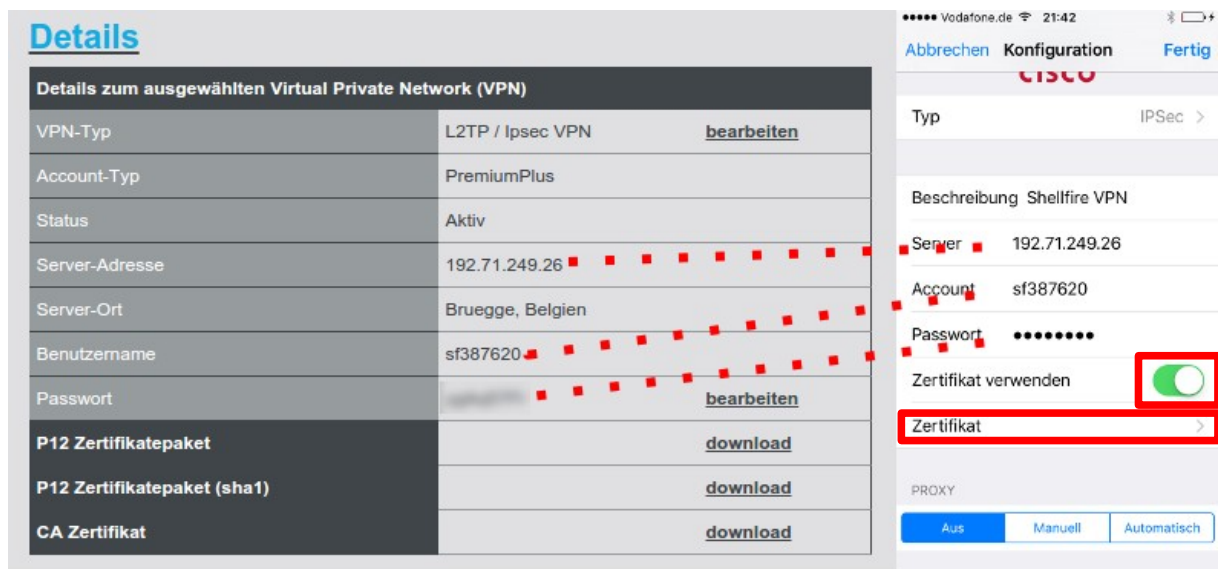 Details
Details zum ausgewählten Virtual Private Network (VPN)
VPN-Typ L2TP / Ipsec VPN bearbeiten
Account-Typ PremiumPlus
Status Aktiv
Server-Adresse 192.71.249.26
Server-Ort Bruegge, Belgien
Benutzername sf387620
Passwort bearbeiten
P12 Zertifikatepaket download
P12 Zertifikatepaket (sha1) download
CA Zertifikat download
Vodafone.de 21:42
Abbrechen Konfiguration Fertig
CISCO
Typ IPSec
Beschreibung Shellfire VPN
Server 192.71.249.26
Account sf387620
Passwort ••••••••
Zertifikat verwenden
Zertifikat
PROXY
Aus Manuell Automatisch